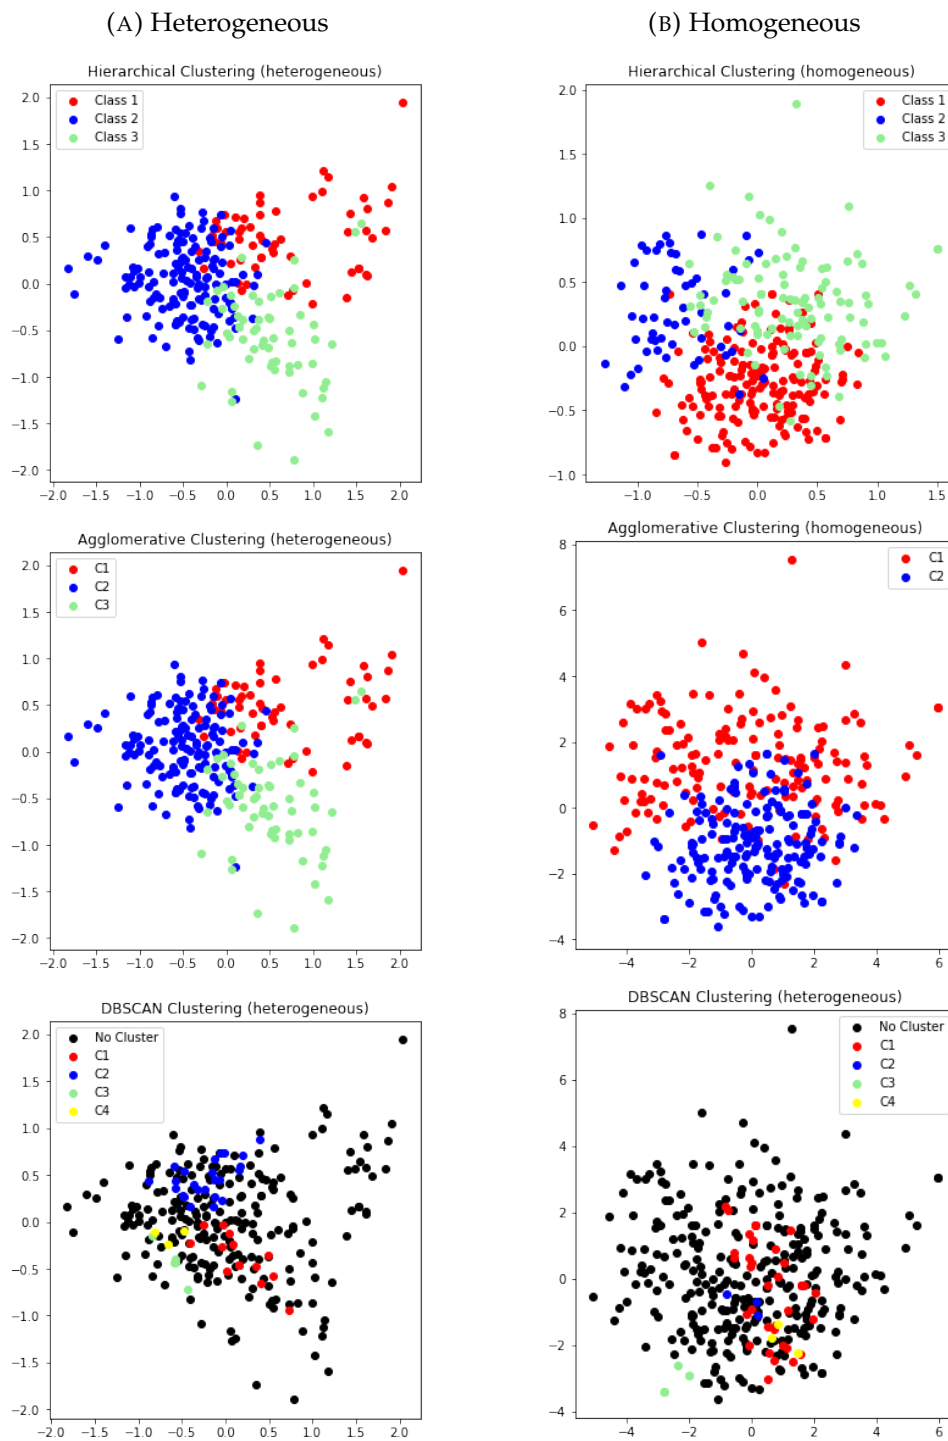 (A) Heterogeneous
(B) Homogeneous
Hierarchical Clustering (heterogeneous)
Class 1
Class 2
Class 3
2.0
1.5
1.0
0.5
0.0
−0.5
−1.0
−1.5
−2.0
−2.0 −1.5 −1.0 −0.5 0.0 0.5 1.0 1.5 2.0
Hierarchical Clustering (homogeneous)
Class 1
Class 2
Class 3
2.0
1.5
1.0
0.5
0.0
−0.5
−1.0
−1.0 −0.5 0.0 0.5 1.0 1.5
Agglomerative Clustering (heterogeneous)
C1
C2
C3
2.0
1.5
1.0
0.5
0.0
−0.5
−1.0
−1.5
−2.0
−2.0 −1.5 −1.0 −0.5 0.0 0.5 1.0 1.5 2.0
Agglomerative Clustering (homogeneous)
C1
C2
8
6
4
2
0
−2
−4
−4 −2 0 2 4 6
DBSCAN Clustering (heterogeneous)
No Cluster
C1
C2
C3
C4
2.0
1.5
1.0
0.5
0.0
−0.5
−1.0
−1.5
−2.0
−2.0 −1.5 −1.0 −0.5 0.0 0.5 1.0 1.5 2.0
DBSCAN Clustering (heterogeneous)
No Cluster
C1
C2
C3
C4
8
6
4
2
0
−2
−4
−4 −2 0 2 4 6